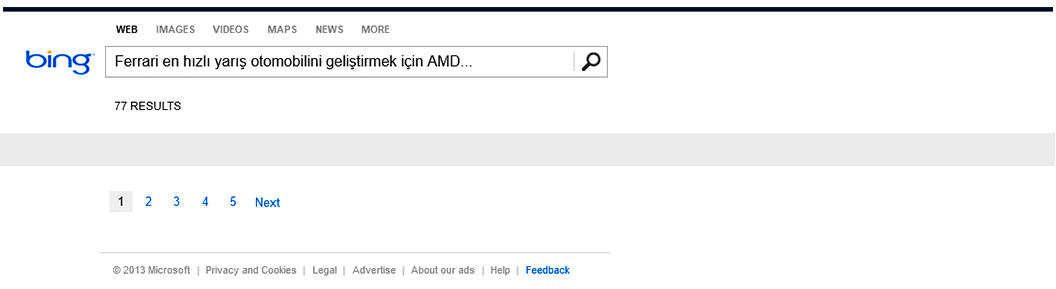 WEB IMAGES VIDEOS MAPS NEWS MORE
bing
Ferrari en hızlı yarış otomobilini geliştirmek için AMD...
77 RESULTS
1 2 3 4 5 Next
© 2013 Microsoft | Privacy and Cookies | Legal | Advertise | About our ads | Help | Feedback